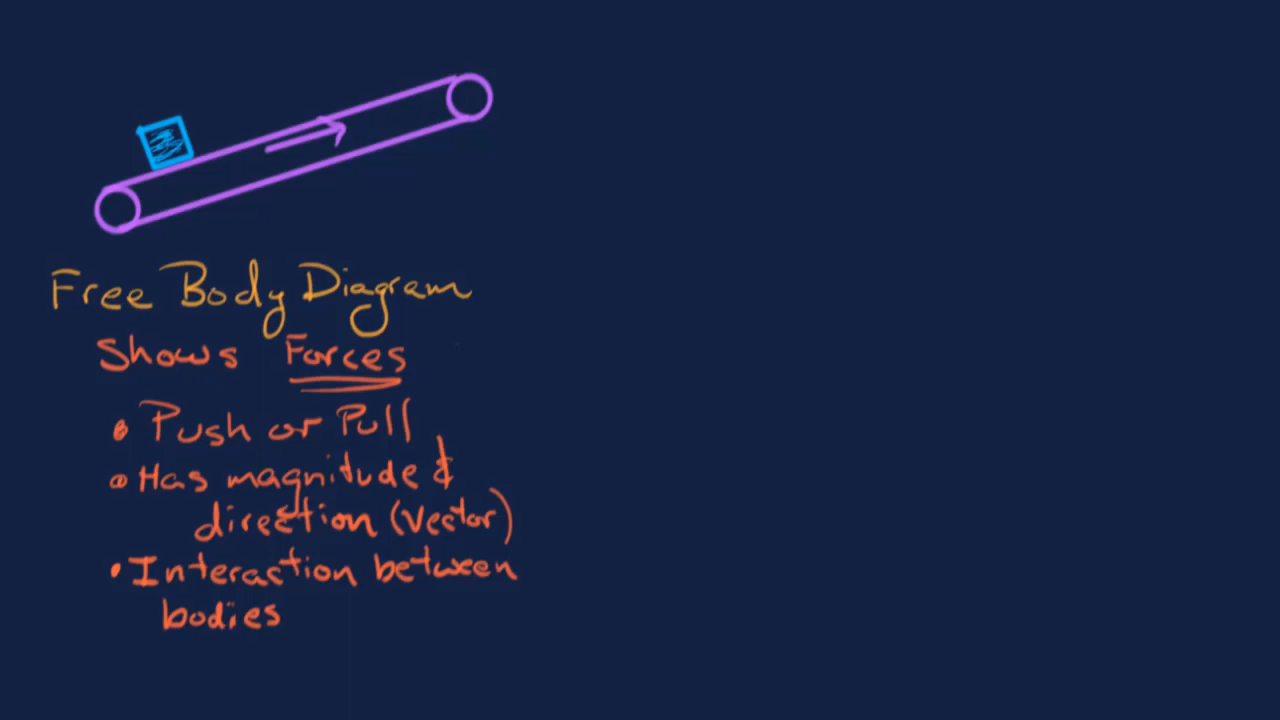 Free Body Diagram
Shows Forces
• Push or Pull
• Has magnitude &
direction (vector)
• Interaction between
bodies